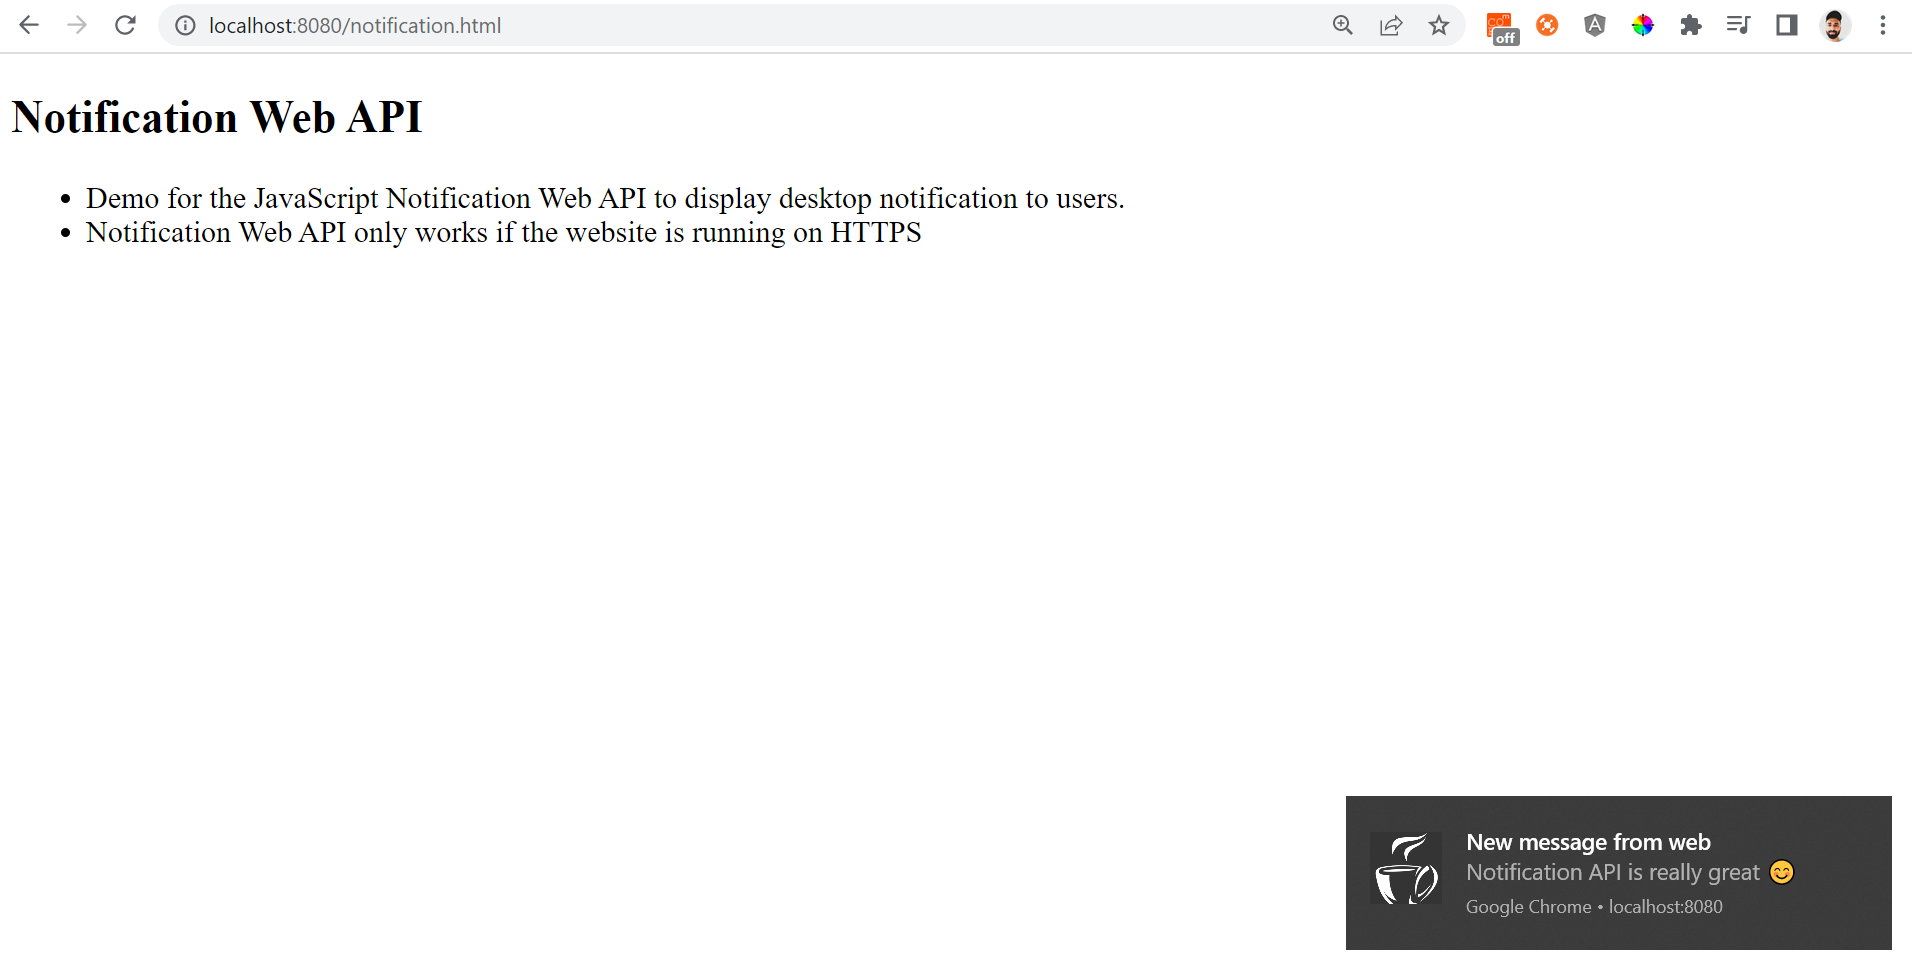 localhost:8080/notification.html
off
Notification Web API
• Demo for the JavaScript Notification Web API to display desktop notification to users.
• Notification Web API only works if the website is running on HTTPS
New message from web
Notification API is really great 😊
Google Chrome • localhost:8080